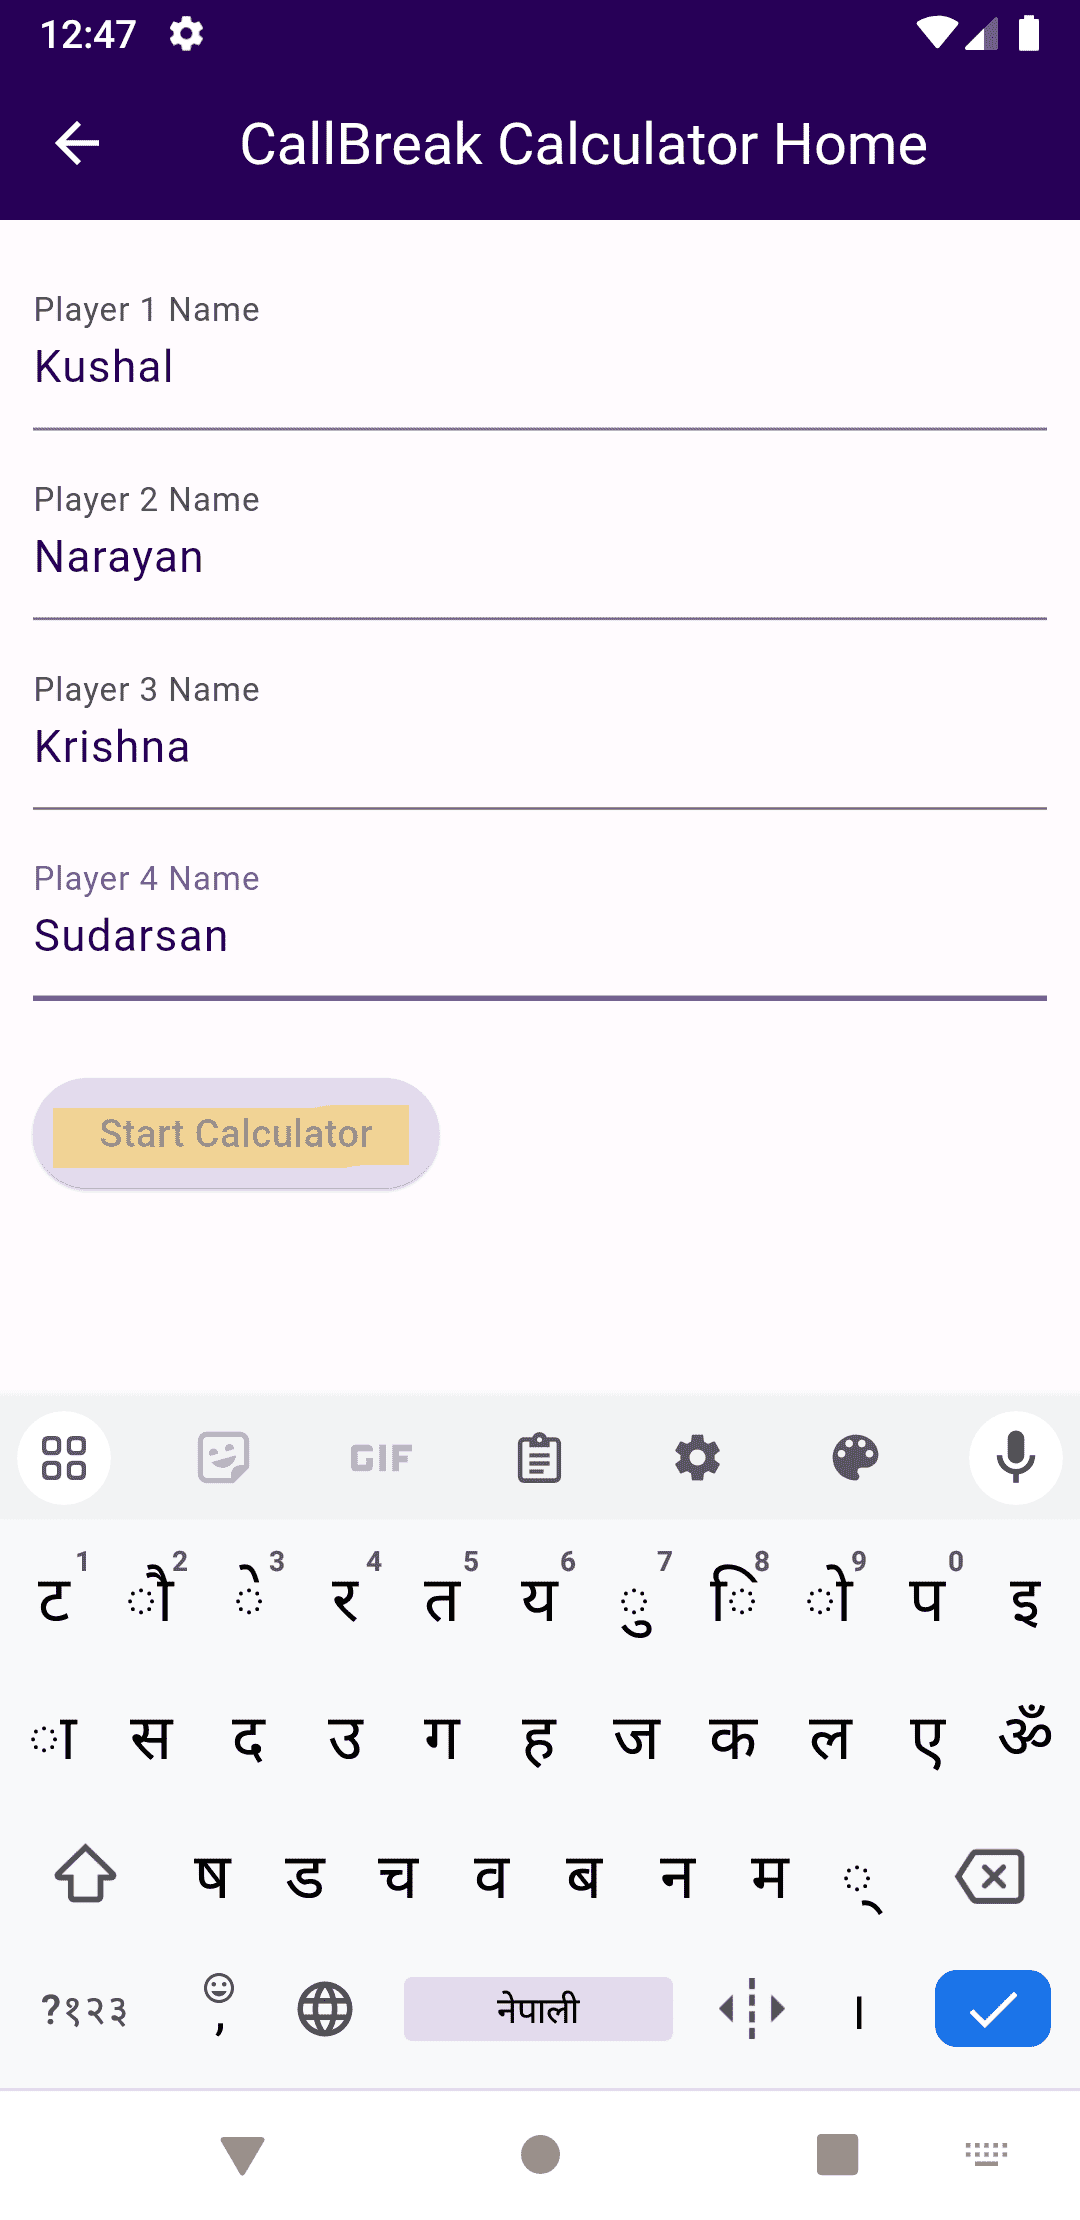 12:47
CallBreak Calculator Home
Player 1 Name
Kushal
Player 2 Name
Narayan
Player 3 Name
Krishna
Player 4 Name
Sudarsan
Start Calculator
GIF
1 2 3 4 5 6 7 8 9 0
ट ौ े र त य ु ि ो प इ
ा स द उ ग ह ज क ल ए ॐ
ष ड च व ब न म ्
?१२३ , नेपाली ।